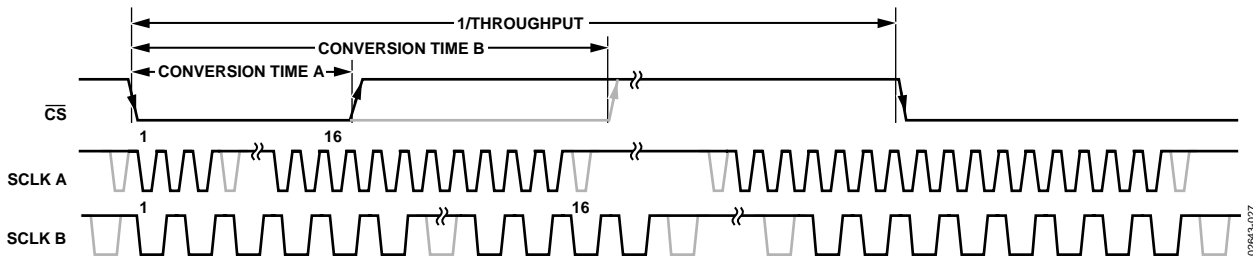 1/THROUGHPUT
CONVERSION TIME B
CONVERSION TIME A
CS
1
16
SCLK A
1
16
SCLK B
02643-027